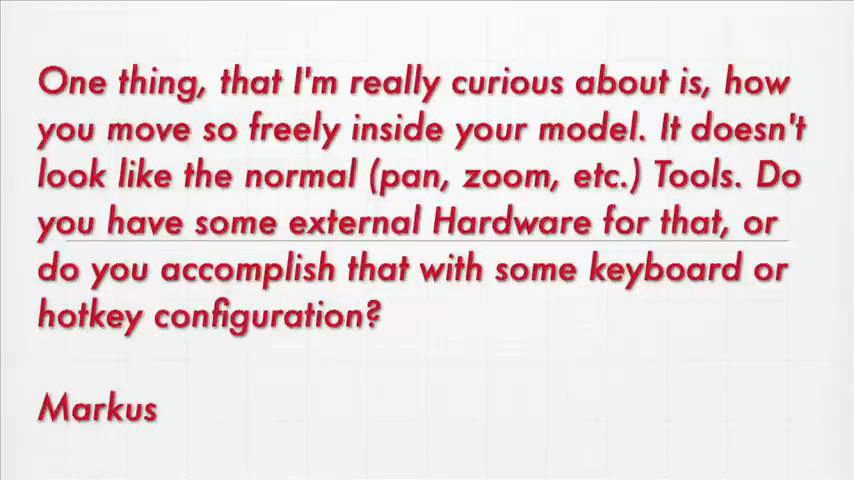 One thing, that I'm really curious about is, how
you move so freely inside your model. It doesn't
look like the normal (pan, zoom, etc.) Tools. Do
you have some external Hardware for that, or
do you accomplish that with some keyboard or
hotkey configuration?
Markus